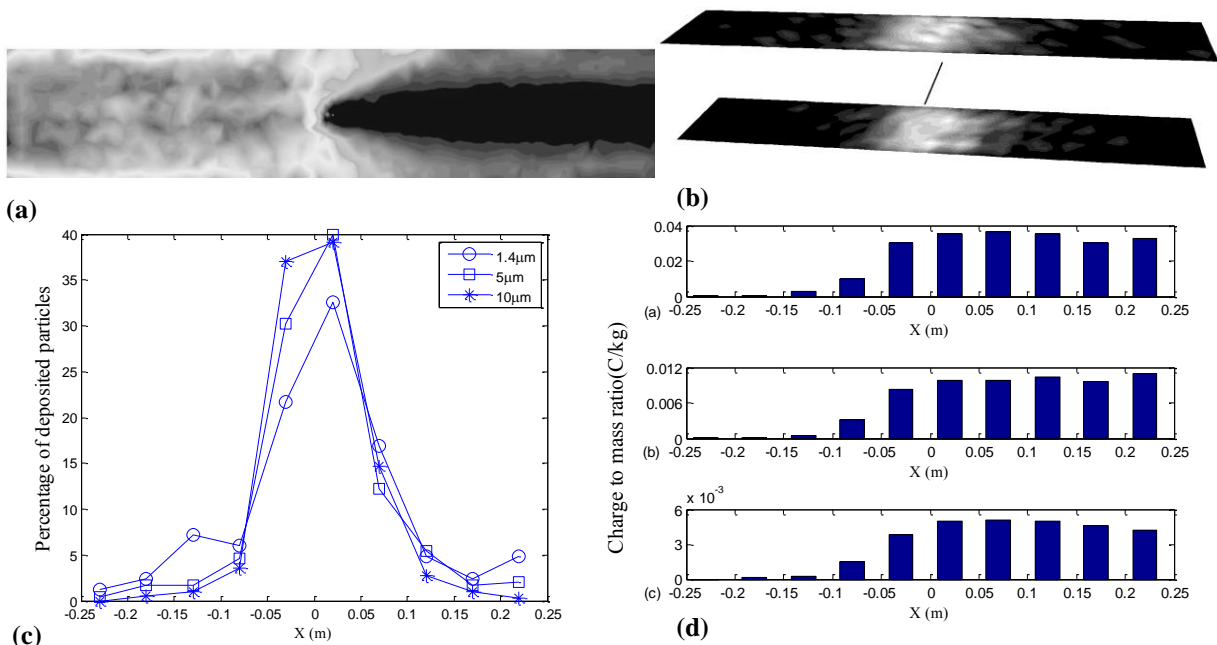 (a)
(b)
Percentage of deposited particles
40
35
30
25
20
15
10
5
0
-0.25 -0.2 -0.15 -0.1 -0.05 0 0.05 0.1 0.15 0.2 0.25
X (m)
1.4µm
5µm
10µm
(c)
Charge to mass ratio(C/kg)
0.04
0.02
0
(a)
-0.25 -0.2 -0.15 -0.1 -0.05 0 0.05 0.1 0.15 0.2 0.25
X (m)
0.012
0.006
0
(b)
-0.25 -0.2 -0.15 -0.1 -0.05 0 0.05 0.1 0.15 0.2 0.25
X (m)
x 10⁻³
6
3
0
(c)
-0.25 -0.2 -0.15 -0.1 -0.05 0 0.05 0.1 0.15 0.2 0.25
X (m)
(d)